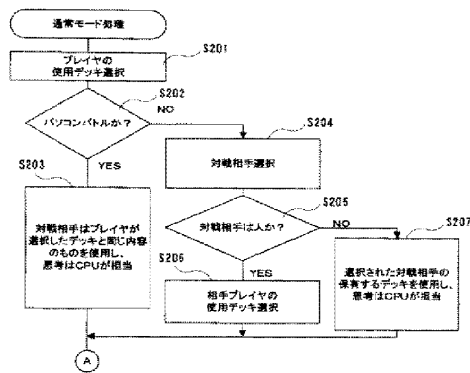 通常モード処理
S201
プレイヤの
使用デッキ選択
S202
パソコンバトルか？
NO
S204
S203
YES
対戦相手選択
対戦相手はプレイヤが
選択したデッキと同じ内容
のものを使用し、
思考はCPUが担当
S205
対戦相手は人か？
NO
S207
S206
YES
相手プレイヤの
使用デッキ選択
選択された対戦相手の
保有するデッキを使用し、
思考はCPUが担当
A